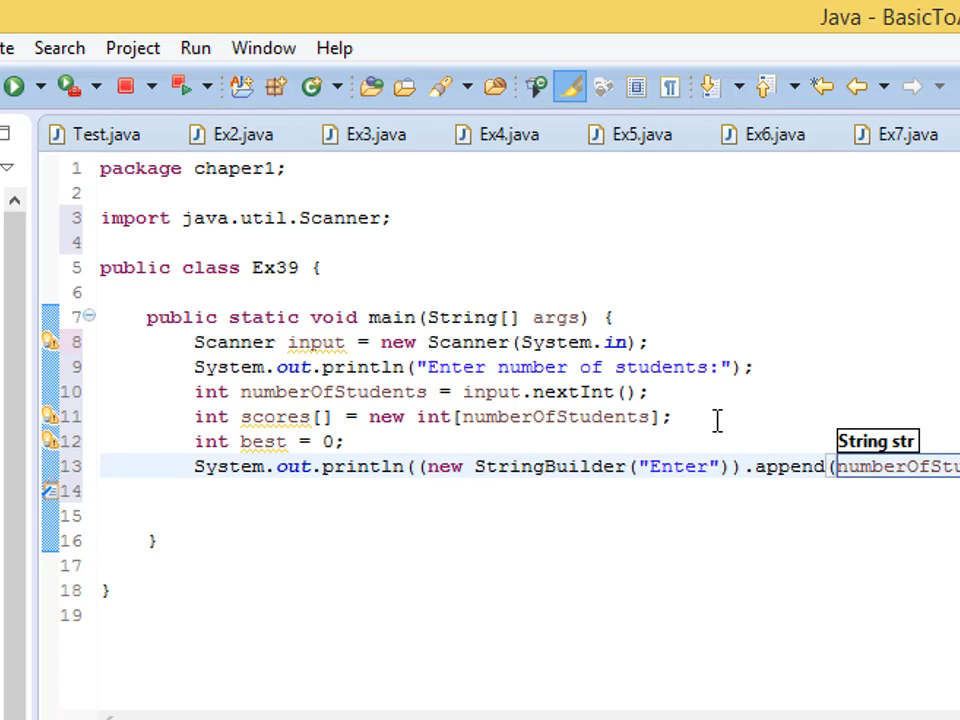 Java - BasicToA
te Search Project Run Window Help
Test.java Ex2.java Ex3.java Ex4.java Ex5.java Ex6.java Ex7.java
1 package chaper1;
2
3 import java.util.Scanner;
4
5 public class Ex39 {
6
7 public static void main(String[] args) {
8 Scanner input = new Scanner(System.in);
9 System.out.println("Enter number of students:");
10 int numberOfStudents = input.nextInt();
11 int scores[] = new int[numberOfStudents];
12 int best = 0;
String str
13 System.out.println((new StringBuilder("Enter")).append(numberOfStu
14
15
16 }
17
18 }
19